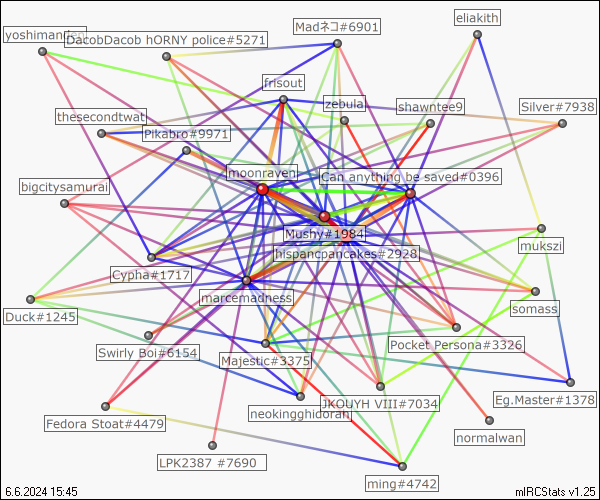 eliakith
Madネコ#6901
yoshiman
DacobDacob hORNY police#5271
frisout
zebula
shawntee9
Silver#7938
thesecondtwat
Pikabro#9971
moonraven
Can anything be saved#0396
bigcitysamurai
Mushy#1984
mukszi
hispancpancakes#2928
Cypha#1717
marcemadness
somass
Duck#1245
Pocket Persona#3326
Swirly Boi#6154
Majestic#3375
Eg.Master#1378
JKOUYH VIII#7034
neokingghidorah
Fedora Stoat#4479
normalwan
LPK2387 #7690
ming#4742
6.6.2024 15:45
mIRCStats v1.25